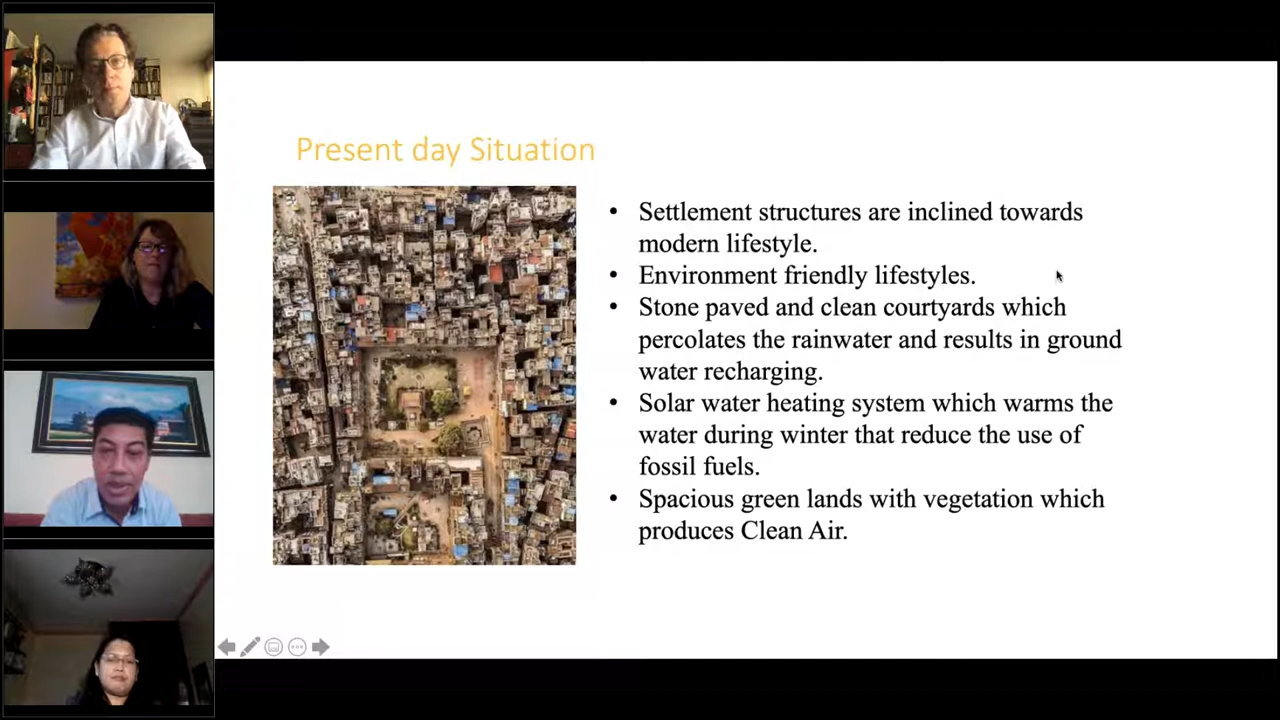 Present day Situation
• Settlement structures are inclined towards
modern lifestyle.
• Environment friendly lifestyles.
• Stone paved and clean courtyards which
percolates the rainwater and results in ground
water recharging.
• Solar water heating system which warms the
water during winter that reduce the use of
fossil fuels.
• Spacious green lands with vegetation which
produces Clean Air.